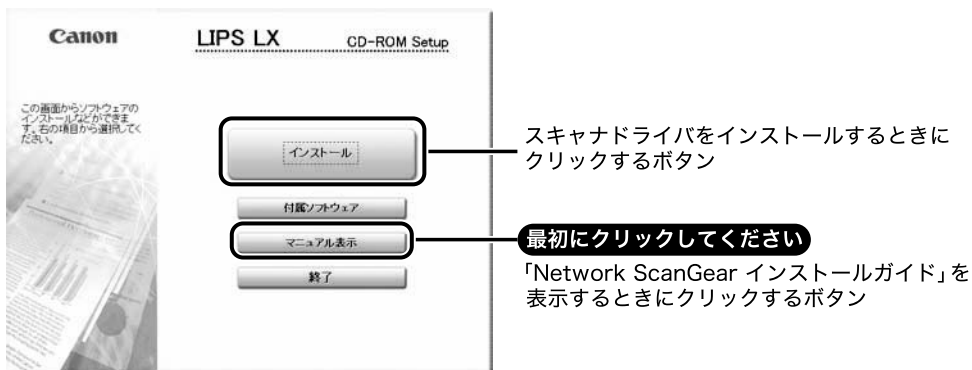 Canon
LIPS LX
CD-ROM Setup
この画面からソフトウェアの
インストールなどができま
す。右の項目から選択してく
ださい。
インストール
付属ソフトウェア
マニュアル表示
終了
スキャナドライバをインストールするときに
クリックするボタン
最初にクリックしてください
「Network ScanGear インストールガイド」を
表示するときにクリックするボタン